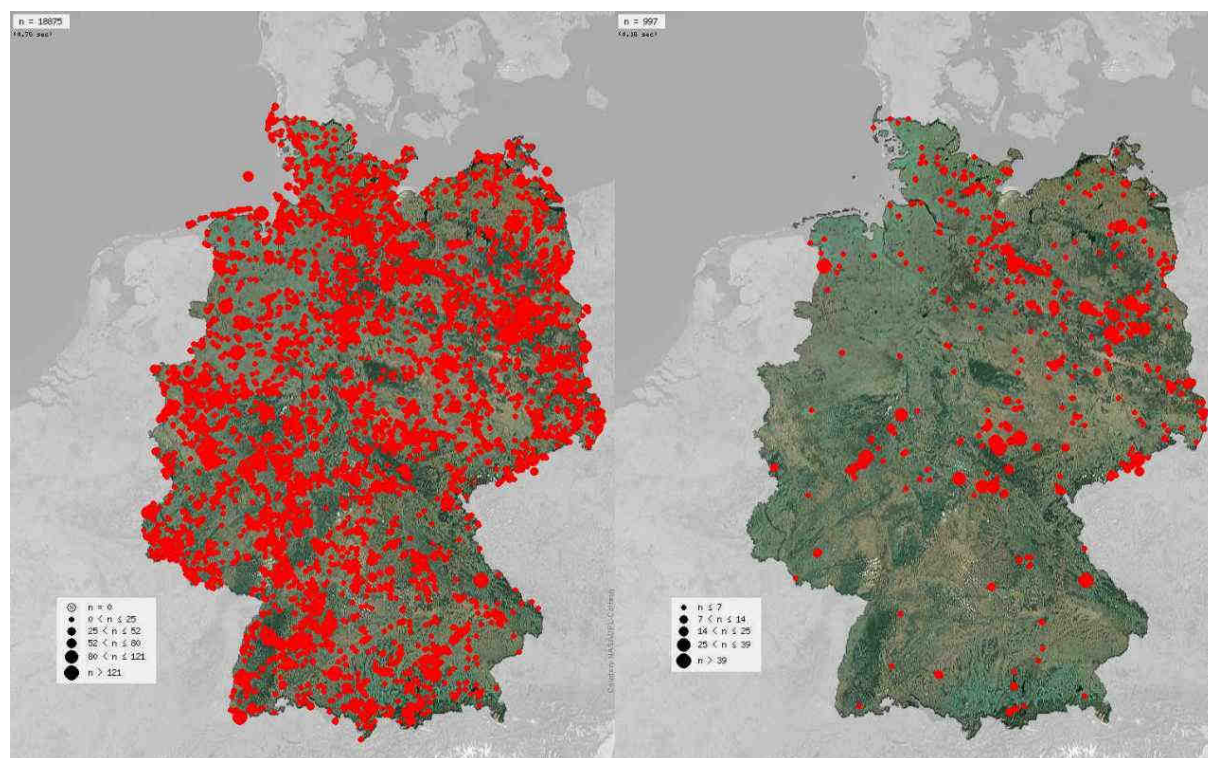 n = 18875
n = 997
n = 0
0 < n ≤ 25
25 < n ≤ 52
52 < n ≤ 80
80 < n ≤ 121
n > 121
n ≤ 7
7 < n ≤ 14
14 < n ≤ 25
25 < n ≤ 39
n > 39